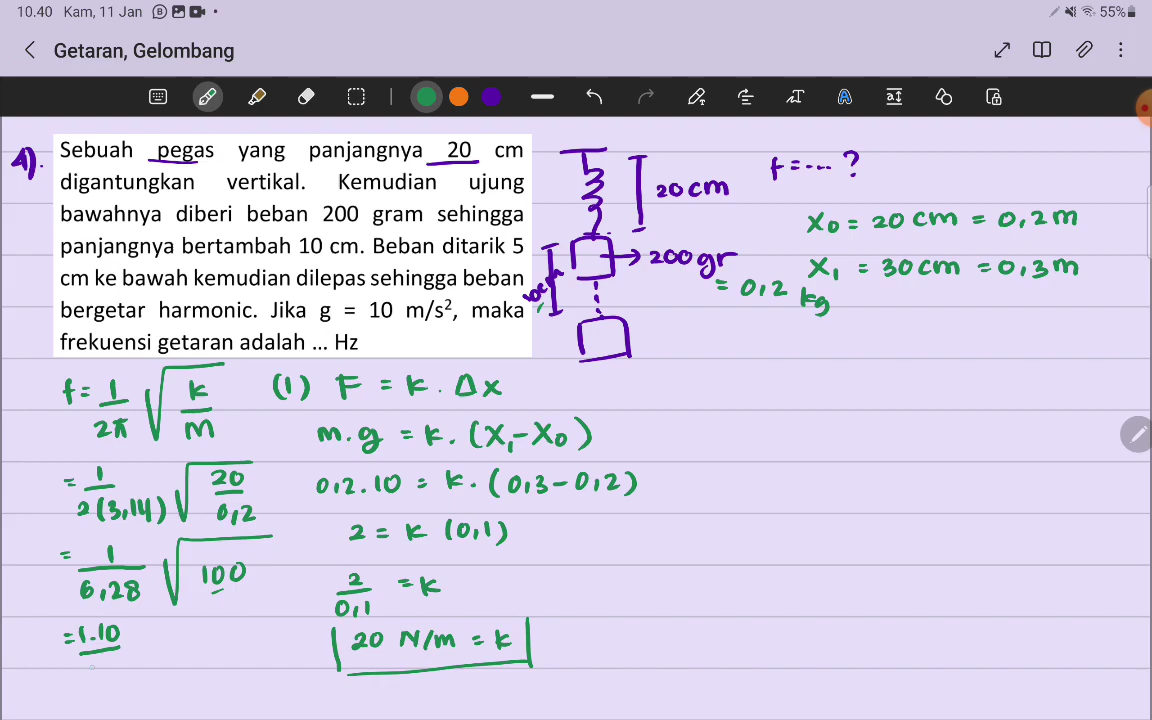 10.40 Kam, 11 Jan
55%
Getaran, Gelombang
4).
Sebuah pegas yang panjangnya 20 cm
digantungkan vertikal. Kemudian ujung
bawahnya diberi beban 200 gram sehingga
panjangnya bertambah 10 cm. Beban ditarik 5
cm ke bawah kemudian dilepas sehingga beban
bergetar harmonic. Jika g = 10 m/s², maka
frekuensi getaran adalah ... Hz
20 cm
200 gr
= 0,2 kg
f = .... ?
x₀ = 20 cm = 0,2 m
x₁ = 30 cm = 0,3 m
f = 1/2π √k/m
= 1/2(3,14) √20/0,2
= 1/6,28 √100
= 1.10
(1) F = k . Δx
m.g = k. (x₁ - x₀)
0,2.10 = k. (0,3 - 0,2)
2 = k (0,1)
2/0,1 = k
20 N/m = k